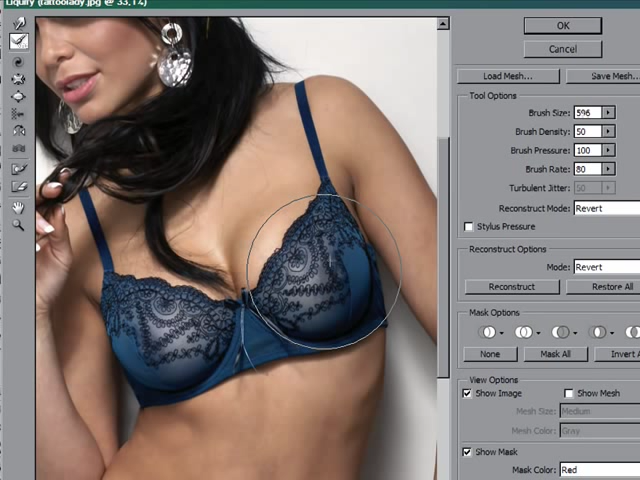 Liquify (tattoolady.jpg @ 33.1%)
OK
Cancel
Load Mesh...
Save Mesh...
Tool Options
Brush Size: 596
Brush Density: 50
Brush Pressure: 100
Brush Rate: 80
Turbulent Jitter: 50
Reconstruct Mode: Revert
Stylus Pressure
Reconstruct Options
Mode: Revert
Reconstruct
Restore All
Mask Options
None
Mask All
Invert A
View Options
Show Image
Show Mesh
Mesh Size: Medium
Mesh Color: Gray
Show Mask
Mask Color: Red